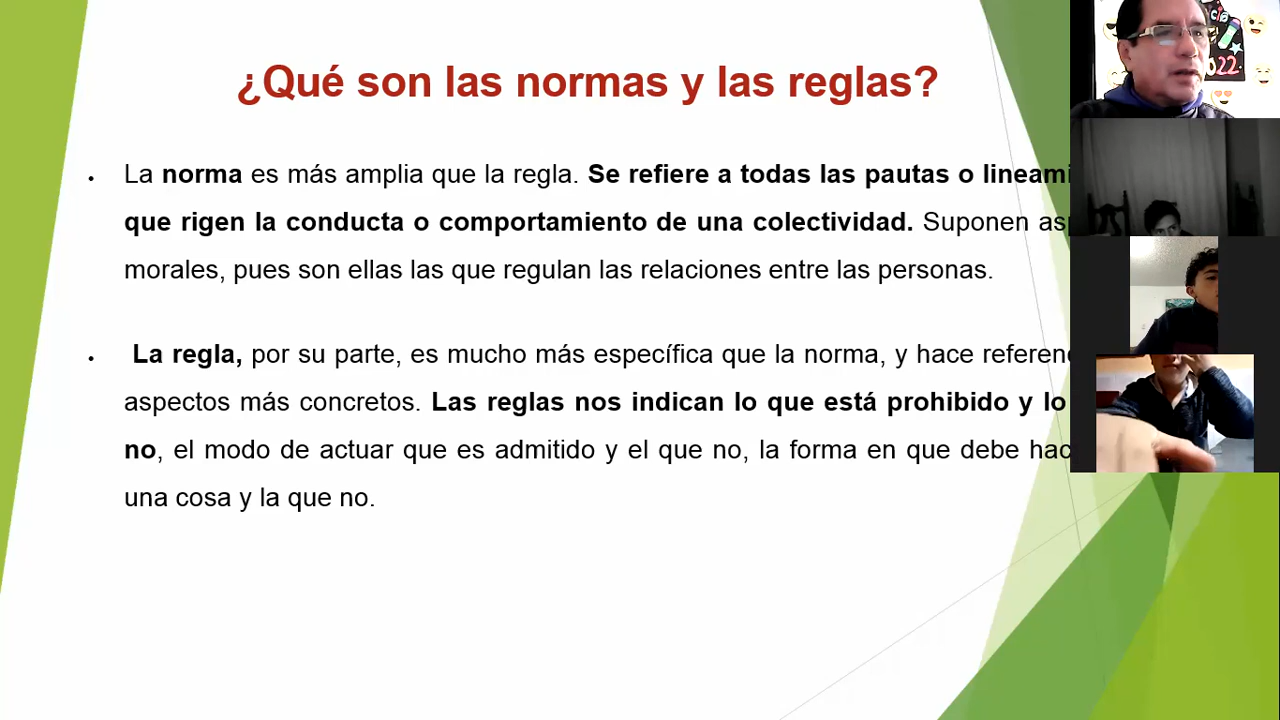 ¿Qué son las normas y las reglas?
La norma es más amplia que la regla. Se refiere a todas las pautas o
que rigen la conducta o comportamiento de una colectividad. Suponen
morales, pues son ellas las que regulan las relaciones entre las personas.
La regla, por su parte, es mucho más específica que la norma, y hace
aspectos más concretos. Las reglas nos indican lo que está prohibido y lo
no, el modo de actuar que es admitido y el que no, la forma en que debe
una cosa y la que no.